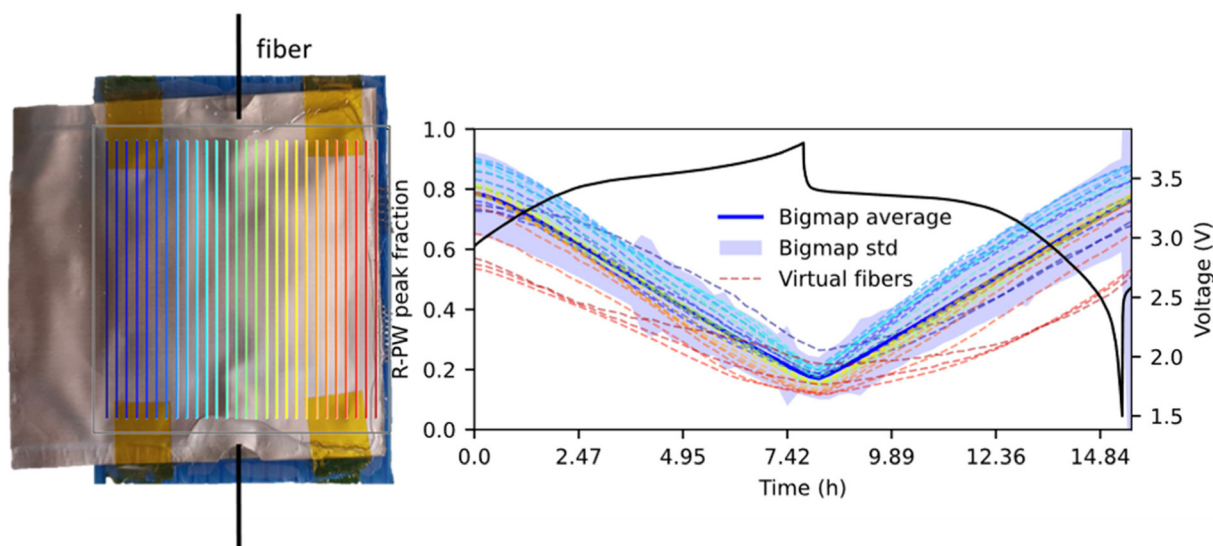 fiber
R-PW peak fraction
1.0
0.8
0.6
0.4
0.2
0.0
Bigmap average
Bigmap std
Virtual fibers
3.5
3.0
2.5
2.0
1.5
Voltage (V)
0.0 2.47 4.95 7.42 9.89 12.36 14.84
Time (h)